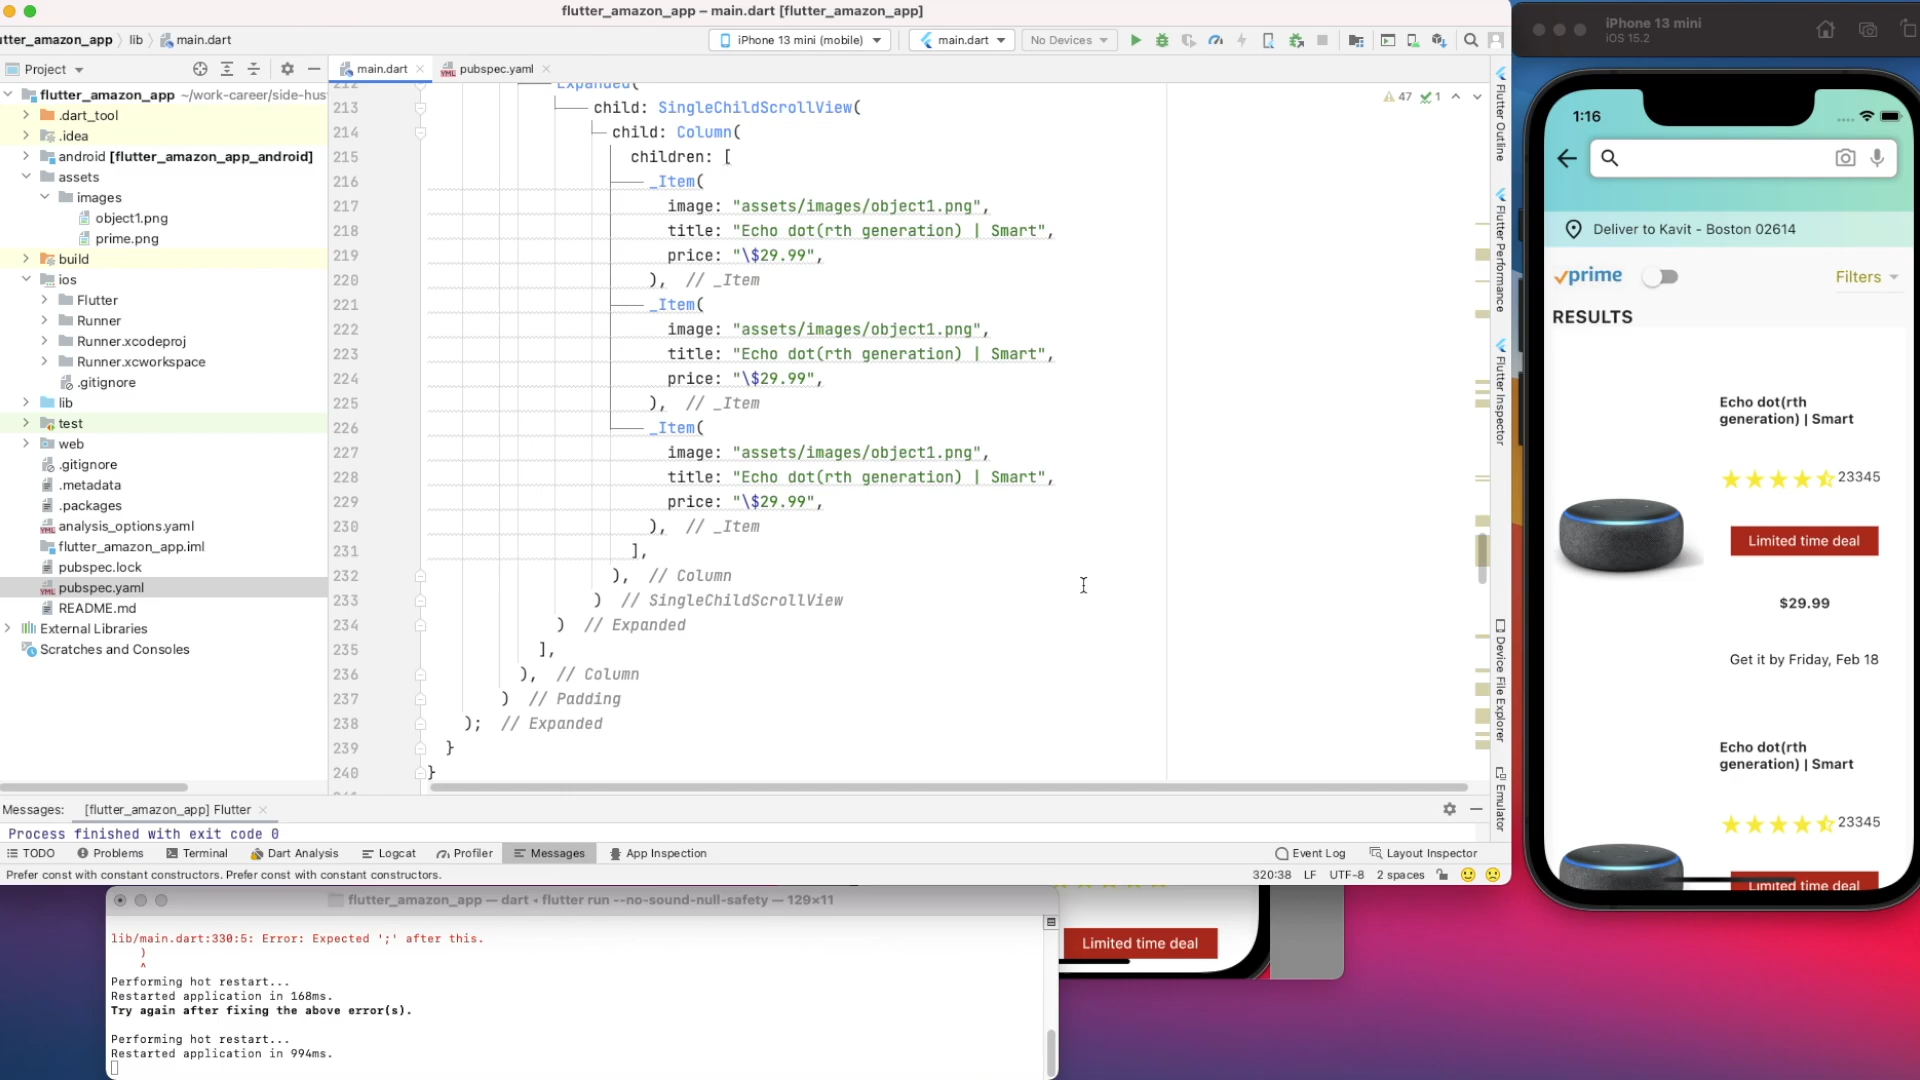 flutter_amazon_app – main.dart [flutter_amazon_app]
utter_amazon_app lib main.dart
iPhone 13 mini (mobile) main.dart No Devices
Project
main.dart pubspec.yaml
flutter_amazon_app ~/work-career/side-hus
.dart_tool
.idea
android [flutter_amazon_app_android]
assets
images
object1.png
prime.png
build
ios
Flutter
Runner
Runner.xcodeproj
Runner.xcworkspace
.gitignore
lib
test
web
.gitignore
.metadata
.packages
analysis_options.yaml
flutter_amazon_app.iml
pubspec.lock
pubspec.yaml
README.md
External Libraries
Scratches and Consoles
47 1
212 Expanded(
213 child: SingleChildScrollView(
214 child: Column(
215 children: [
216 _Item(
217 image: "assets/images/object1.png",
218 title: "Echo dot(rth generation) | Smart",
219 price: "\$29.99",
220 ), // _Item
221 _Item(
222 image: "assets/images/object1.png",
223 title: "Echo dot(rth generation) | Smart",
224 price: "\$29.99",
225 ), // _Item
226 _Item(
227 image: "assets/images/object1.png",
228 title: "Echo dot(rth generation) | Smart",
229 price: "\$29.99",
230 ), // _Item
231 ],
232 ), // Column
233 ) // SingleChildScrollView
234 ) // Expanded
235 ],
236 ), // Column
237 ) // Padding
238 ); // Expanded
239 }
240 }
Flutter Outline
Flutter Performance
Flutter Inspector
Device File Explorer
Emulator
Messages: [flutter_amazon_app] Flutter
Process finished with exit code 0
TODO Problems Terminal Dart Analysis Logcat Profiler Messages App Inspection Event Log Layout Inspector
Prefer const with constant constructors. Prefer const with constant constructors. 320:38 LF UTF-8 2 spaces
flutter_amazon_app — dart ◂ flutter run --no-sound-null-safety — 129×11
lib/main.dart:330:5: Error: Expected ';' after this.
)
^
Performing hot restart...
Restarted application in 168ms.
Try again after fixing the above error(s).
Performing hot restart...
Restarted application in 994ms.
Limited time deal
iPhone 13 mini
iOS 15.2
1:16
Deliver to Kavit - Boston 02614
prime Filters
RESULTS
Echo dot(rth
generation) | Smart
23345
Limited time deal
$29.99
Get it by Friday, Feb 18
Echo dot(rth
generation) | Smart
23345
Limited time deal